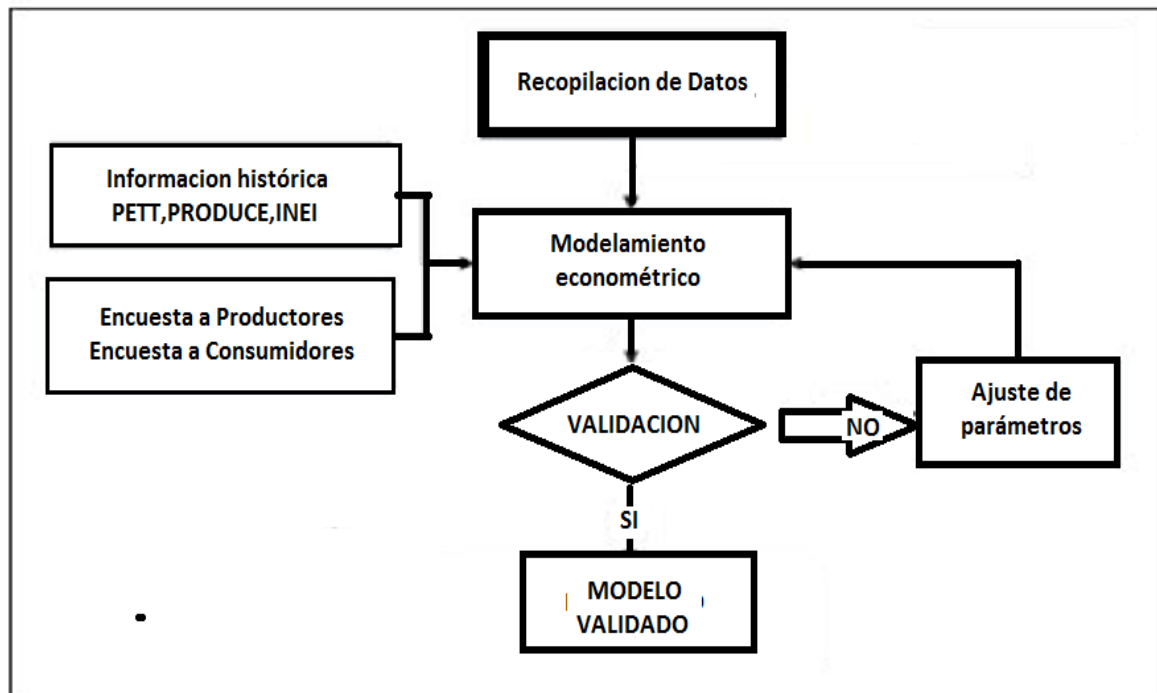 Recopilacion de Datos
Informacion histórica
PETT,PRODUCE,INEI
Modelamiento
econométrico
Encuesta a Productores
Encuesta a Consumidores
Ajuste de
parámetros
VALIDACION
NO
SI
MODELO
VALIDADO